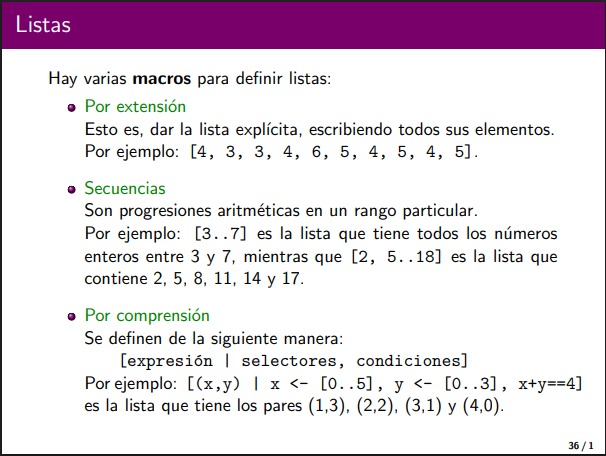 Listas
Hay varias macros para definir listas:
Por extensión
Esto es, dar la lista explícita, escribiendo todos sus elementos.
Por ejemplo: [4, 3, 3, 4, 6, 5, 4, 5, 4, 5].
Secuencias
Son progresiones aritméticas en un rango particular.
Por ejemplo: [3..7] es la lista que tiene todos los números
enteros entre 3 y 7, mientras que [2, 5..18] es la lista que
contiene 2, 5, 8, 11, 14 y 17.
Por comprensión
Se definen de la siguiente manera:
[expresión | selectores, condiciones]
Por ejemplo: [(x,y) | x <- [0..5], y <- [0..3], x+y==4]
es la lista que tiene los pares (1,3), (2,2), (3,1) y (4,0).
36 / 1